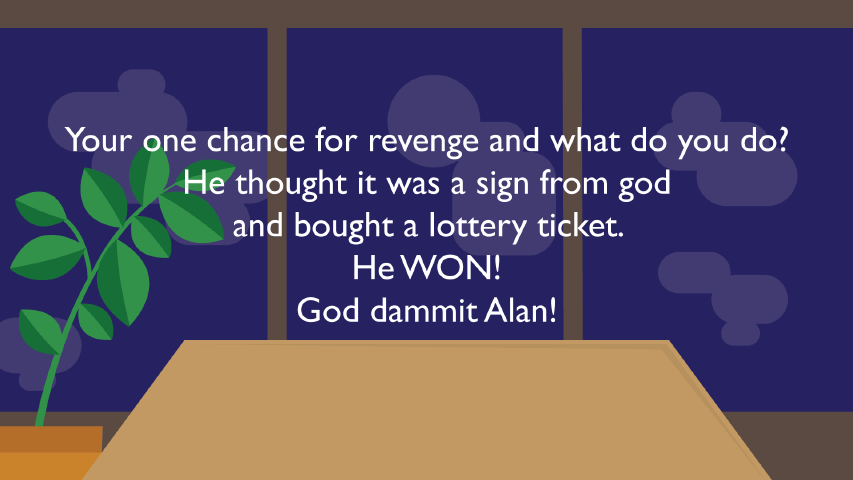 Your one chance for revenge and what do you do?
He thought it was a sign from god
and bought a lottery ticket.
He WON!
God dammit Alan!